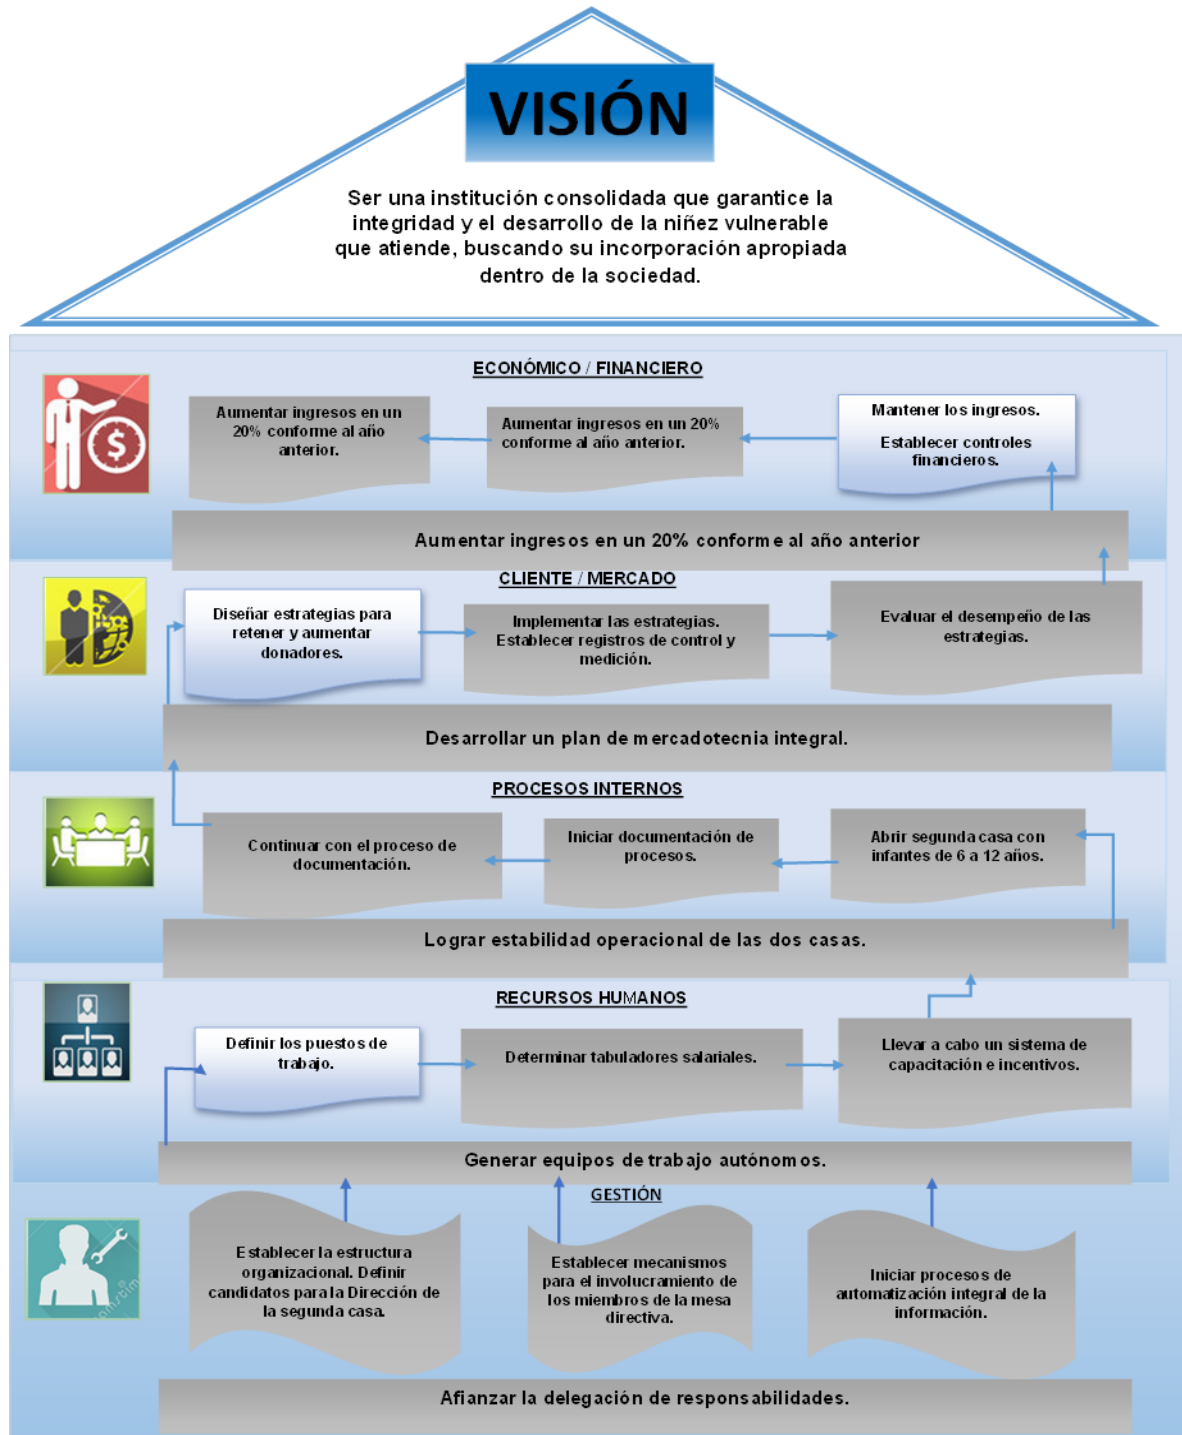 VISIÓN
Ser una institución consolidada que garantice la
integridad y el desarrollo de la niñez vulnerable
que atiende, buscando su incorporación apropiada
dentro de la sociedad.
ECONÓMICO / FINANCIERO
Aumentar ingresos en un
20% conforme al año
anterior.
Aumentar ingresos en un 20%
conforme al año anterior.
Mantener los ingresos.
Establecer controles
financieros.
$
Aumentar ingresos en un 20% conforme al año anterior
CLIENTE / MERCADO
Diseñar estrategias para
retener y aumentar
donadores.
Implementar las estrategias.
Establecer registros de control y
medición.
Evaluar el desempeño de las
estrategias.
Desarrollar un plan de mercadotecnia integral.
PROCESOS INTERNOS
Continuar con el proceso de
documentación.
Iniciar documentación de
procesos.
Abrir segunda casa con
infantes de 6 a 12 años.
Lograr estabilidad operacional de las dos casas.
RECURSOS HUMANOS
Definir los puestos de
trabajo.
Determinar tabuladores salariales.
Llevar a cabo un sistema de
capacitación e incentivos.
Generar equipos de trabajo autónomos.
GESTIÓN
Establecer la estructura
organizacional. Definir
candidatos para la Dirección de
la segunda casa.
Establecer mecanismos
para el involucramiento de
los miembros de la mesa
directiva.
Iniciar procesos de
automatización integral de la
información.
Afianzar la delegación de responsabilidades.